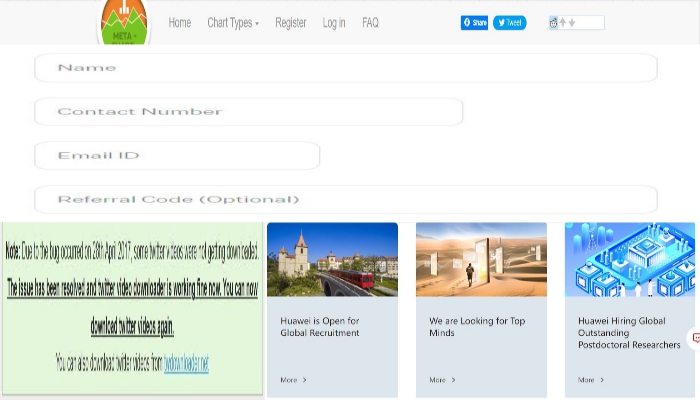 META -
Home Chart Types Register Log in FAQ Share Tweet
Name
Contact Number
Email ID
Referral Code (Optional)
Note: Due to the bug occurred on 28th April 2017, some twitter videos were not getting downloaded.
The issue has been resolved and twitter video downloader is working fine now. You can now
download twitter videos again.
You can also download twitter videos from twdownloader.net
Huawei is Open for
Global Recruitment
More
We are Looking for Top
Minds
More
Huawei Hiring Global
Outstanding
Postdoctoral Researchers
More